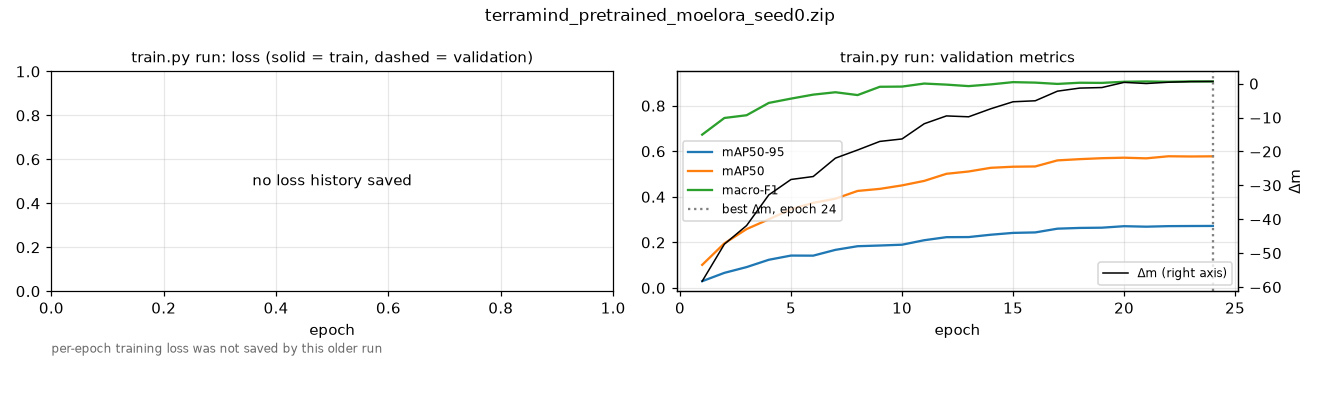 terramind_pretrained_moelora_seed0.zip
train.py run: loss (solid = train, dashed = validation)
1.0
0.8
0.6
0.4
0.2
0.0
no loss history saved
0.0 0.2 0.4 0.6 0.8 1.0
epoch
per-epoch training loss was not saved by this older run
train.py run: validation metrics
0.8
0.6
0.4
0.2
0.0
mAP50-95
mAP50
macro-F1
best Δm, epoch 24
Δm (right axis)
0 5 10 15 20 25
epoch
0
−10
−20
−30
−40
−50
−60
Δm